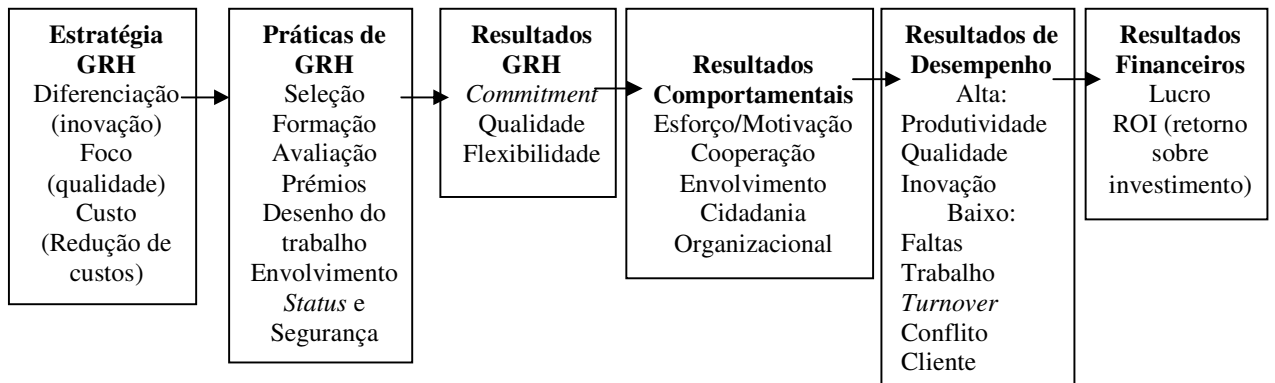 Estratégia
GRH
Diferenciação
(inovação)
Foco
(qualidade)
Custo
(Redução de
custos)
Práticas de
GRH
Seleção
Formação
Avaliação
Prémios
Desenho do
trabalho
Envolvimento
Status e
Segurança
Resultados
GRH
Commitment
Qualidade
Flexibilidade
Resultados
Comportamentais
Esforço/Motivação
Cooperação
Envolvimento
Cidadania
Organizacional
Resultados de
Desempenho
Alta:
Produtividade
Qualidade
Inovação
Baixo:
Faltas
Trabalho
Turnover
Conflito
Cliente
Resultados
Financeiros
Lucro
ROI (retorno
sobre
investimento)